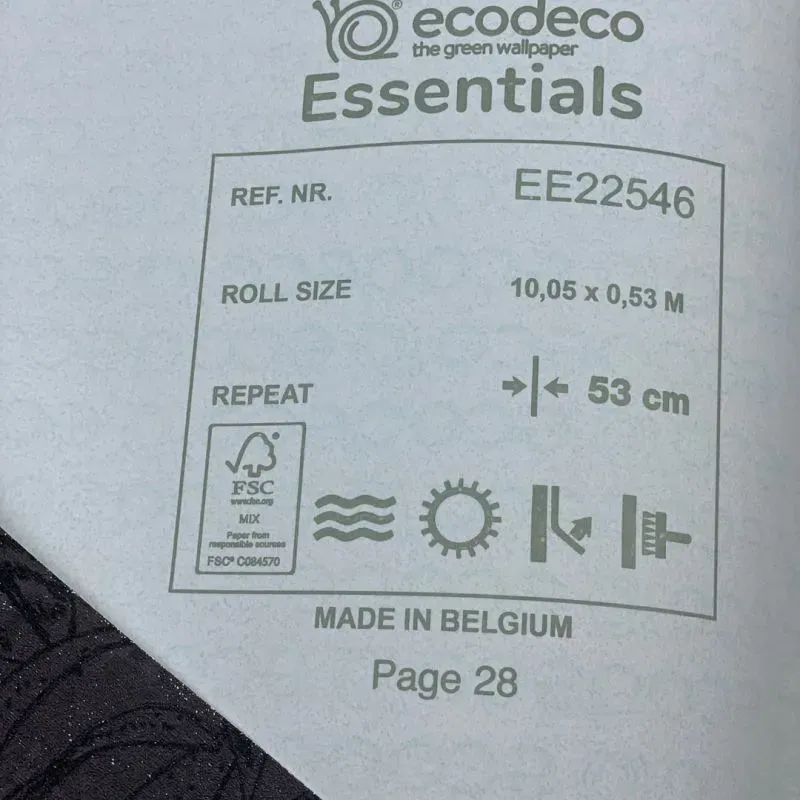 ecodeco®
the green wallpaper
Essentials
REF. NR. EE22546
ROLL SIZE 10,05 x 0,53 M
REPEAT 53 cm
FSC
www.fsc.org
MIX
Paper from
responsible sources
FSC® C084570
MADE IN BELGIUM
Page 28